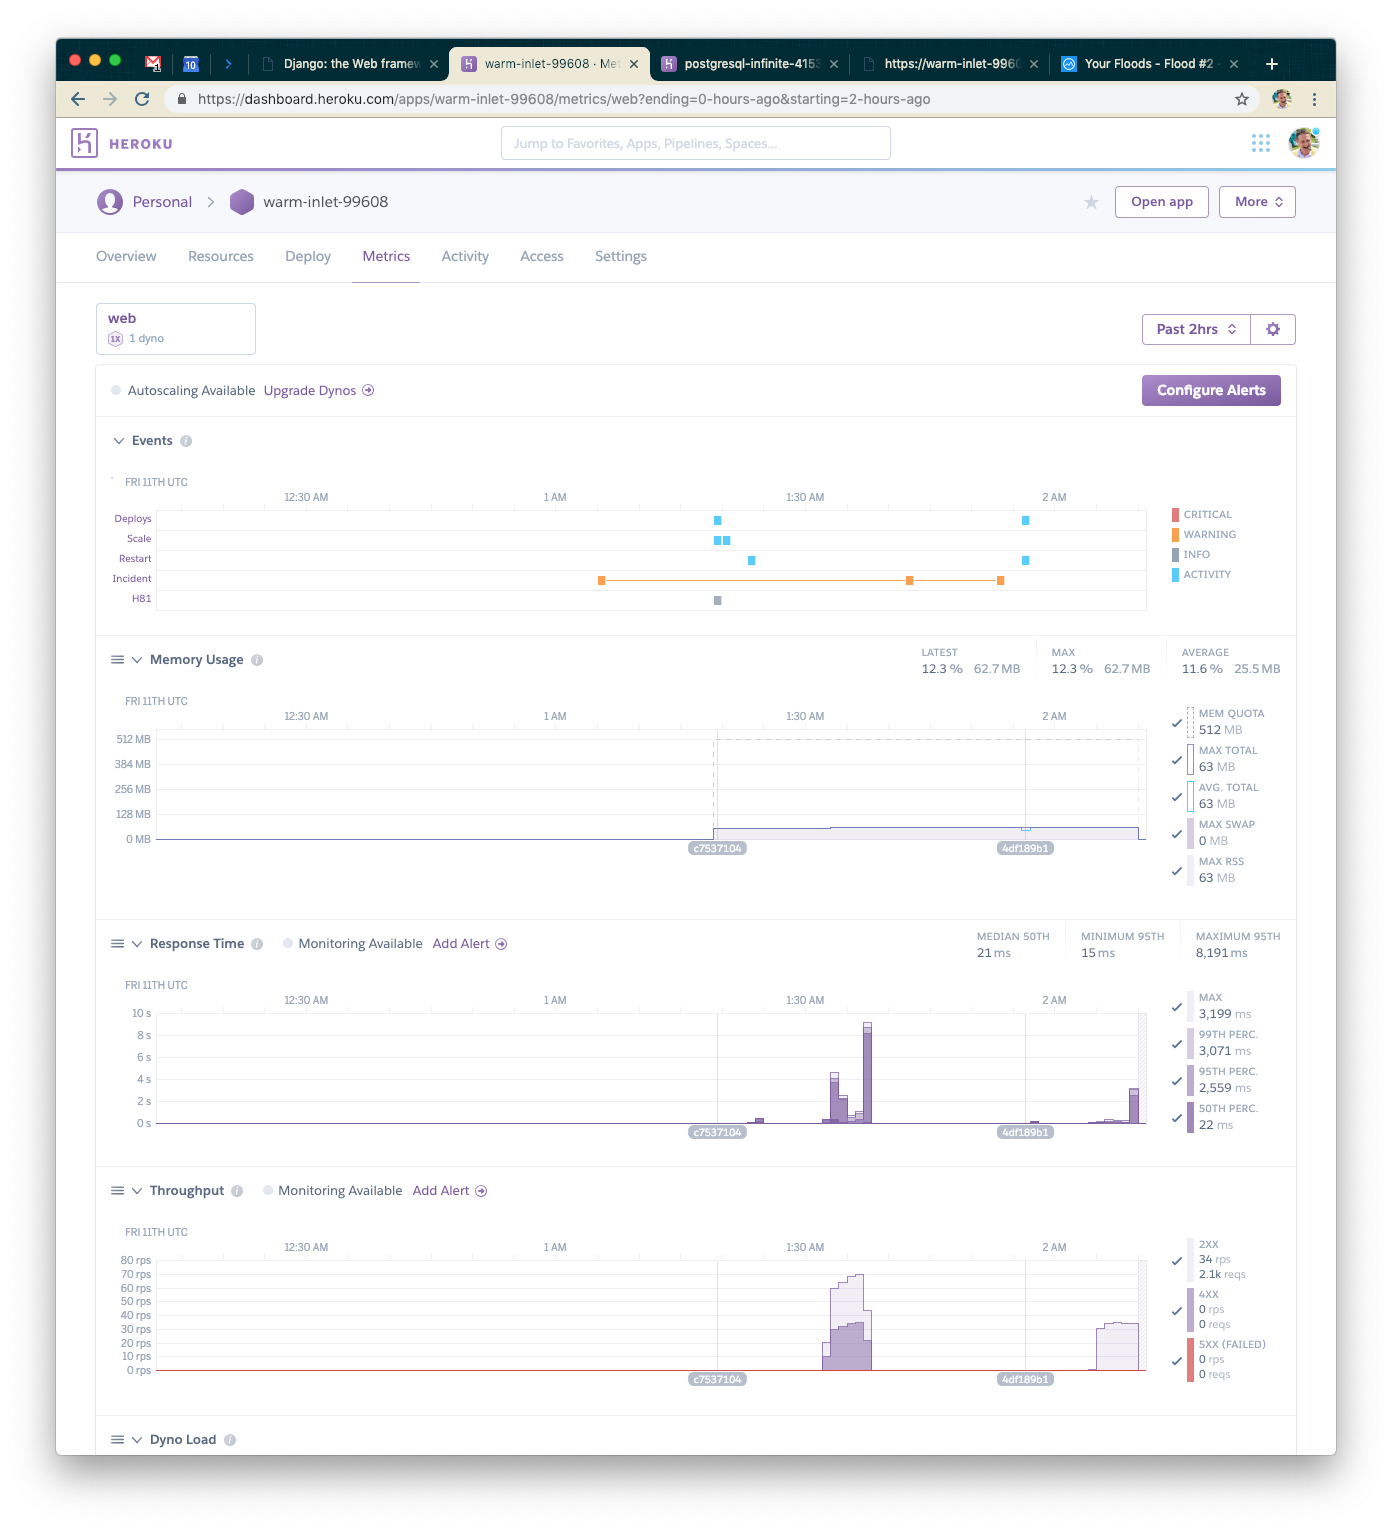 1
10
Django: the Web framew
warm-inlet-99608 · Met
postgresql-infinite-4153
https://warm-inlet-9960
Your Floods - Flood #2 -
https://dashboard.heroku.com/apps/warm-inlet-99608/metrics/web?ending=0-hours-ago&starting=2-hours-ago
HEROKU
Jump to Favorites, Apps, Pipelines, Spaces...
Personal > warm-inlet-99608
Open app
More
Overview Resources Deploy Metrics Activity Access Settings
web
1X 1 dyno
Past 2hrs
Autoscaling Available Upgrade Dynos
Configure Alerts
Events
FRI 11TH UTC
12:30 AM 1 AM 1:30 AM 2 AM
Deploys
Scale
Restart
Incident
H81
CRITICAL
WARNING
INFO
ACTIVITY
Memory Usage
LATEST
12.3 % 62.7 MB
MAX
12.3 % 62.7 MB
AVERAGE
11.6 % 25.5 MB
FRI 11TH UTC
12:30 AM 1 AM 1:30 AM 2 AM
512 MB
384 MB
256 MB
128 MB
0 MB
c7537104
4df189b1
MEM QUOTA
512 MB
MAX TOTAL
63 MB
AVG. TOTAL
63 MB
MAX SWAP
0 MB
MAX RSS
63 MB
Response Time
Monitoring Available Add Alert
MEDIAN 50TH
21 ms
MINIMUM 95TH
15 ms
MAXIMUM 95TH
8,191 ms
FRI 11TH UTC
12:30 AM 1 AM 1:30 AM 2 AM
10 s
8 s
6 s
4 s
2 s
0 s
c7537104
4df189b1
MAX
3,199 ms
99TH PERC.
3,071 ms
95TH PERC.
2,559 ms
50TH PERC.
22 ms
Throughput
Monitoring Available Add Alert
FRI 11TH UTC
12:30 AM 1 AM 1:30 AM 2 AM
80 rps
70 rps
60 rps
50 rps
40 rps
30 rps
20 rps
10 rps
0 rps
c7537104
4df189b1
2XX
34 rps
2.1k reqs
4XX
0 rps
0 reqs
5XX (FAILED)
0 rps
0 reqs
Dyno Load